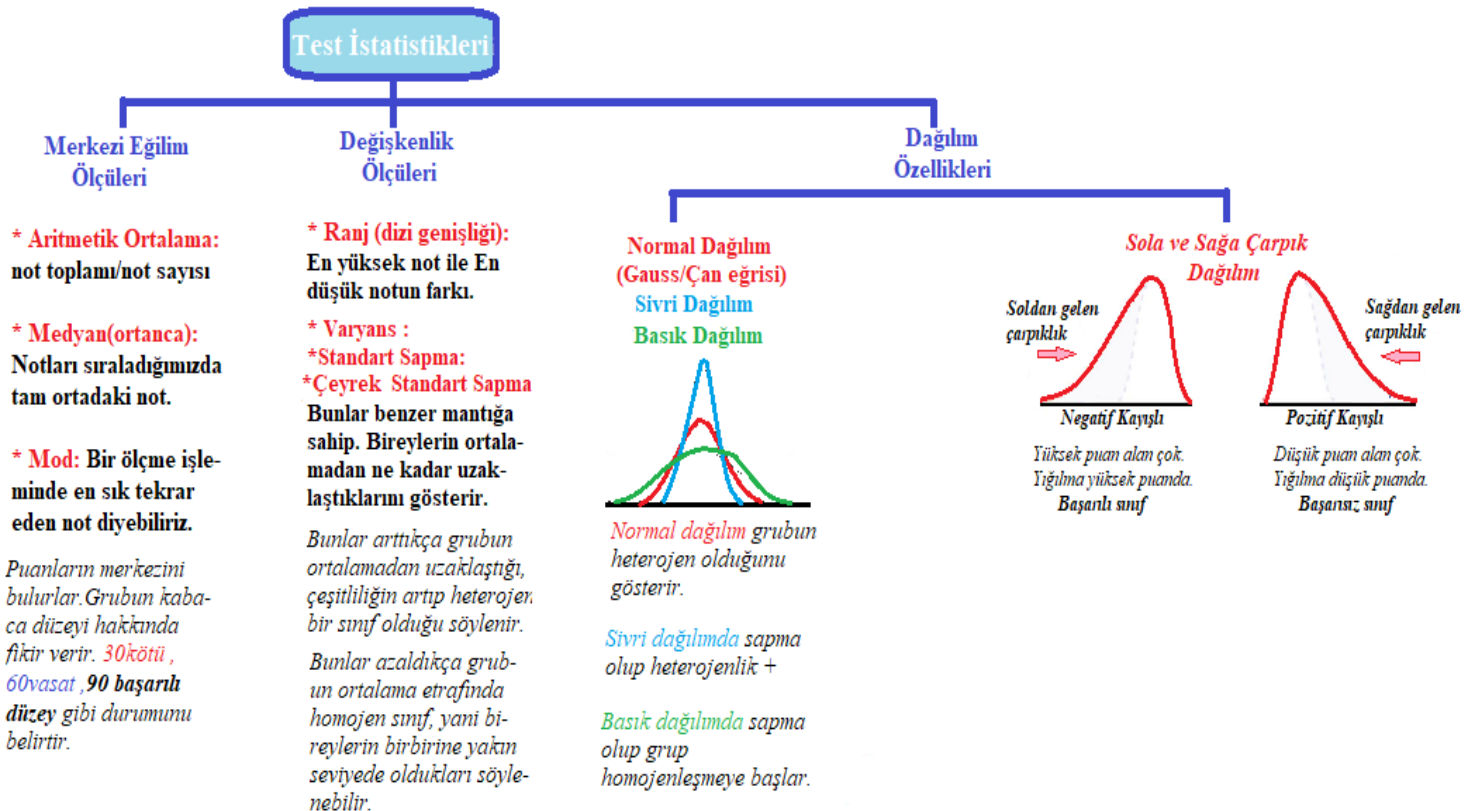 Test İstatistikleri
Merkezi Eğilim
Ölçüleri
* Aritmetik Ortalama:
not toplamı/not sayısı
* Medyan(ortanca):
Notları sıraladığımızda
tam ortadaki not.
* Mod: Bir ölçme işle-
minde en sık tekrar
eden not diyebiliriz.
Puanların merkezini
bulurlar.Grubun kaba-
ca düzeyi hakkında
fikir verir. 30kötü ,
60vasat ,90 başarılı
düzey gibi durumunu
belirtir.
Değişkenlik
Ölçüleri
* Ranj (dizi genişliği):
En yüksek not ile En
düşük notun farkı.
* Varyans :
*Standart Sapma:
*Çeyrek Standart Sapma
Bunlar benzer mantığa
sahip. Bireylerin ortala-
madan ne kadar uzak-
laştıklarını gösterir.
Bunlar arttıkça grubun
ortalamadan uzaklaştığı,
çeşitliliğin artıp heterojen
bir sınıf olduğu söylenir.
Bunlar azaldıkça grub-
un ortalama etrafında
homojen sınıf, yani bi-
reylerin birbirine yakın
seviyede oldukları söyle-
nebilir.
Dağılım
Özellikleri
Normal Dağılım
(Gauss/Çan eğrisi)
Sivri Dağılım
Basık Dağılım
Normal dağılım grubun
heterojen olduğunu
gösterir.
Sivri dağılımda sapma
olup heterojenlik +
Basık dağılımda sapma
olup grup
homojenleşmeye başlar.
Sola ve Sağa Çarpık
Dağılım
Soldan gelen
çarpıklık
Negatif Kayışlı
Yüksek puan alan çok.
Yığılma yüksek puanda.
Başarılı sınıf
Sağdan gelen
çarpıklık
Pozitif Kayışlı
Düşük puan alan çok.
Yığılma düşük puanda.
Başarısız sınıf